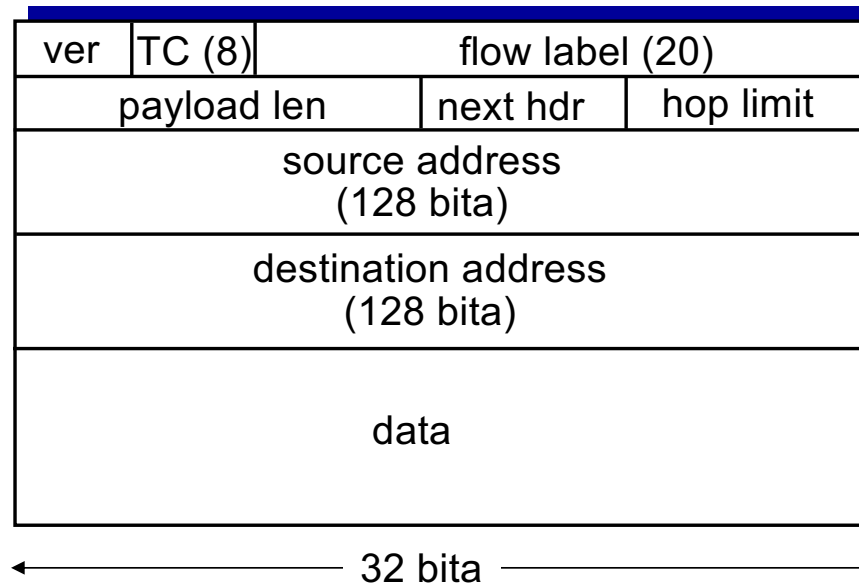 ver TC (8) flow label (20)
payload len next hdr hop limit
source address
(128 bita)
destination address
(128 bita)
data
32 bita